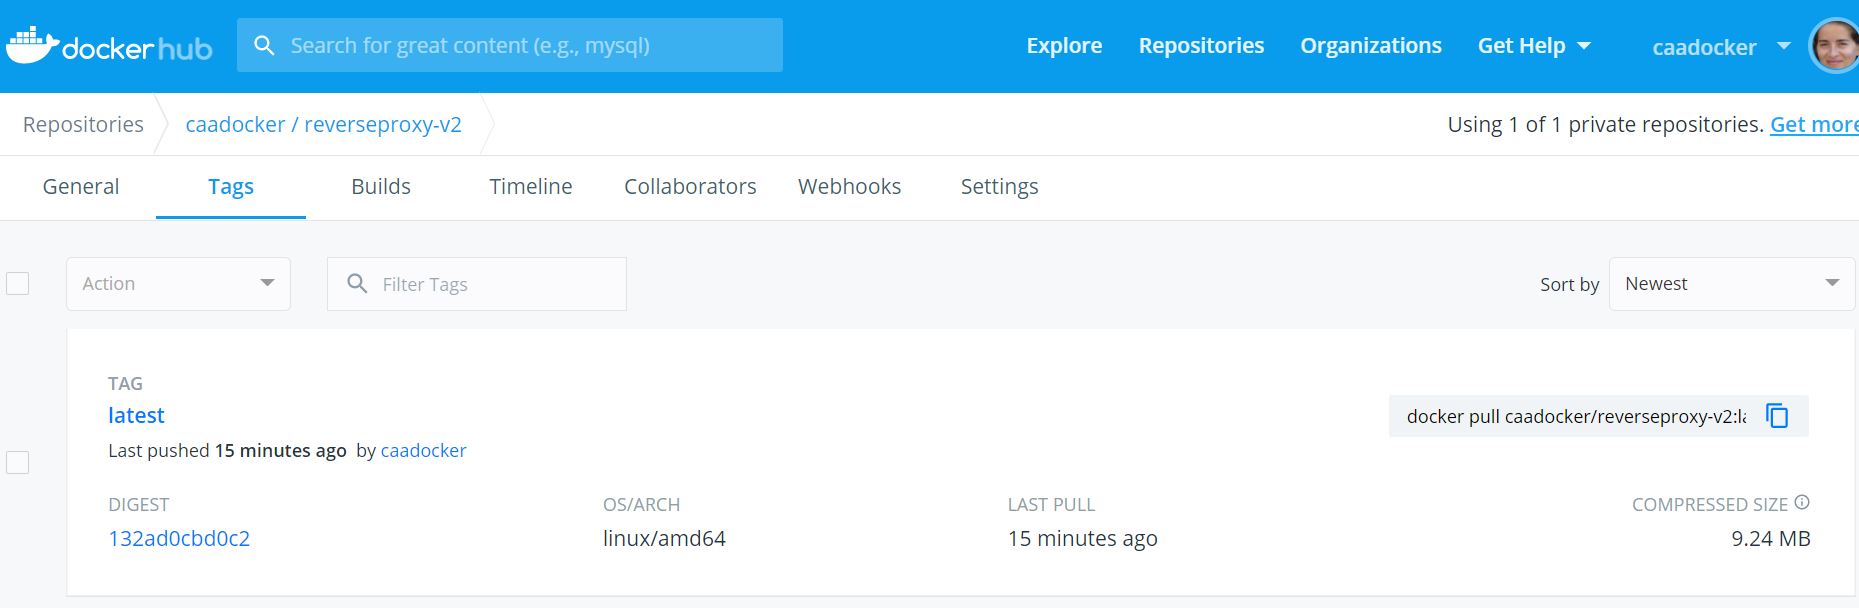 docker hub
Search for great content (e.g., mysql)
Explore
Repositories
Organizations
Get Help
caadocker
Repositories
caadocker / reverseproxy-v2
Using 1 of 1 private repositories. Get more
General
Tags
Builds
Timeline
Collaborators
Webhooks
Settings
Action
Filter Tags
Sort by
Newest
TAG
latest
docker pull caadocker/reverseproxy-v2:la
Last pushed 15 minutes ago by caadocker
DIGEST
OS/ARCH
LAST PULL
COMPRESSED SIZE
132ad0cbd0c2
linux/amd64
15 minutes ago
9.24 MB